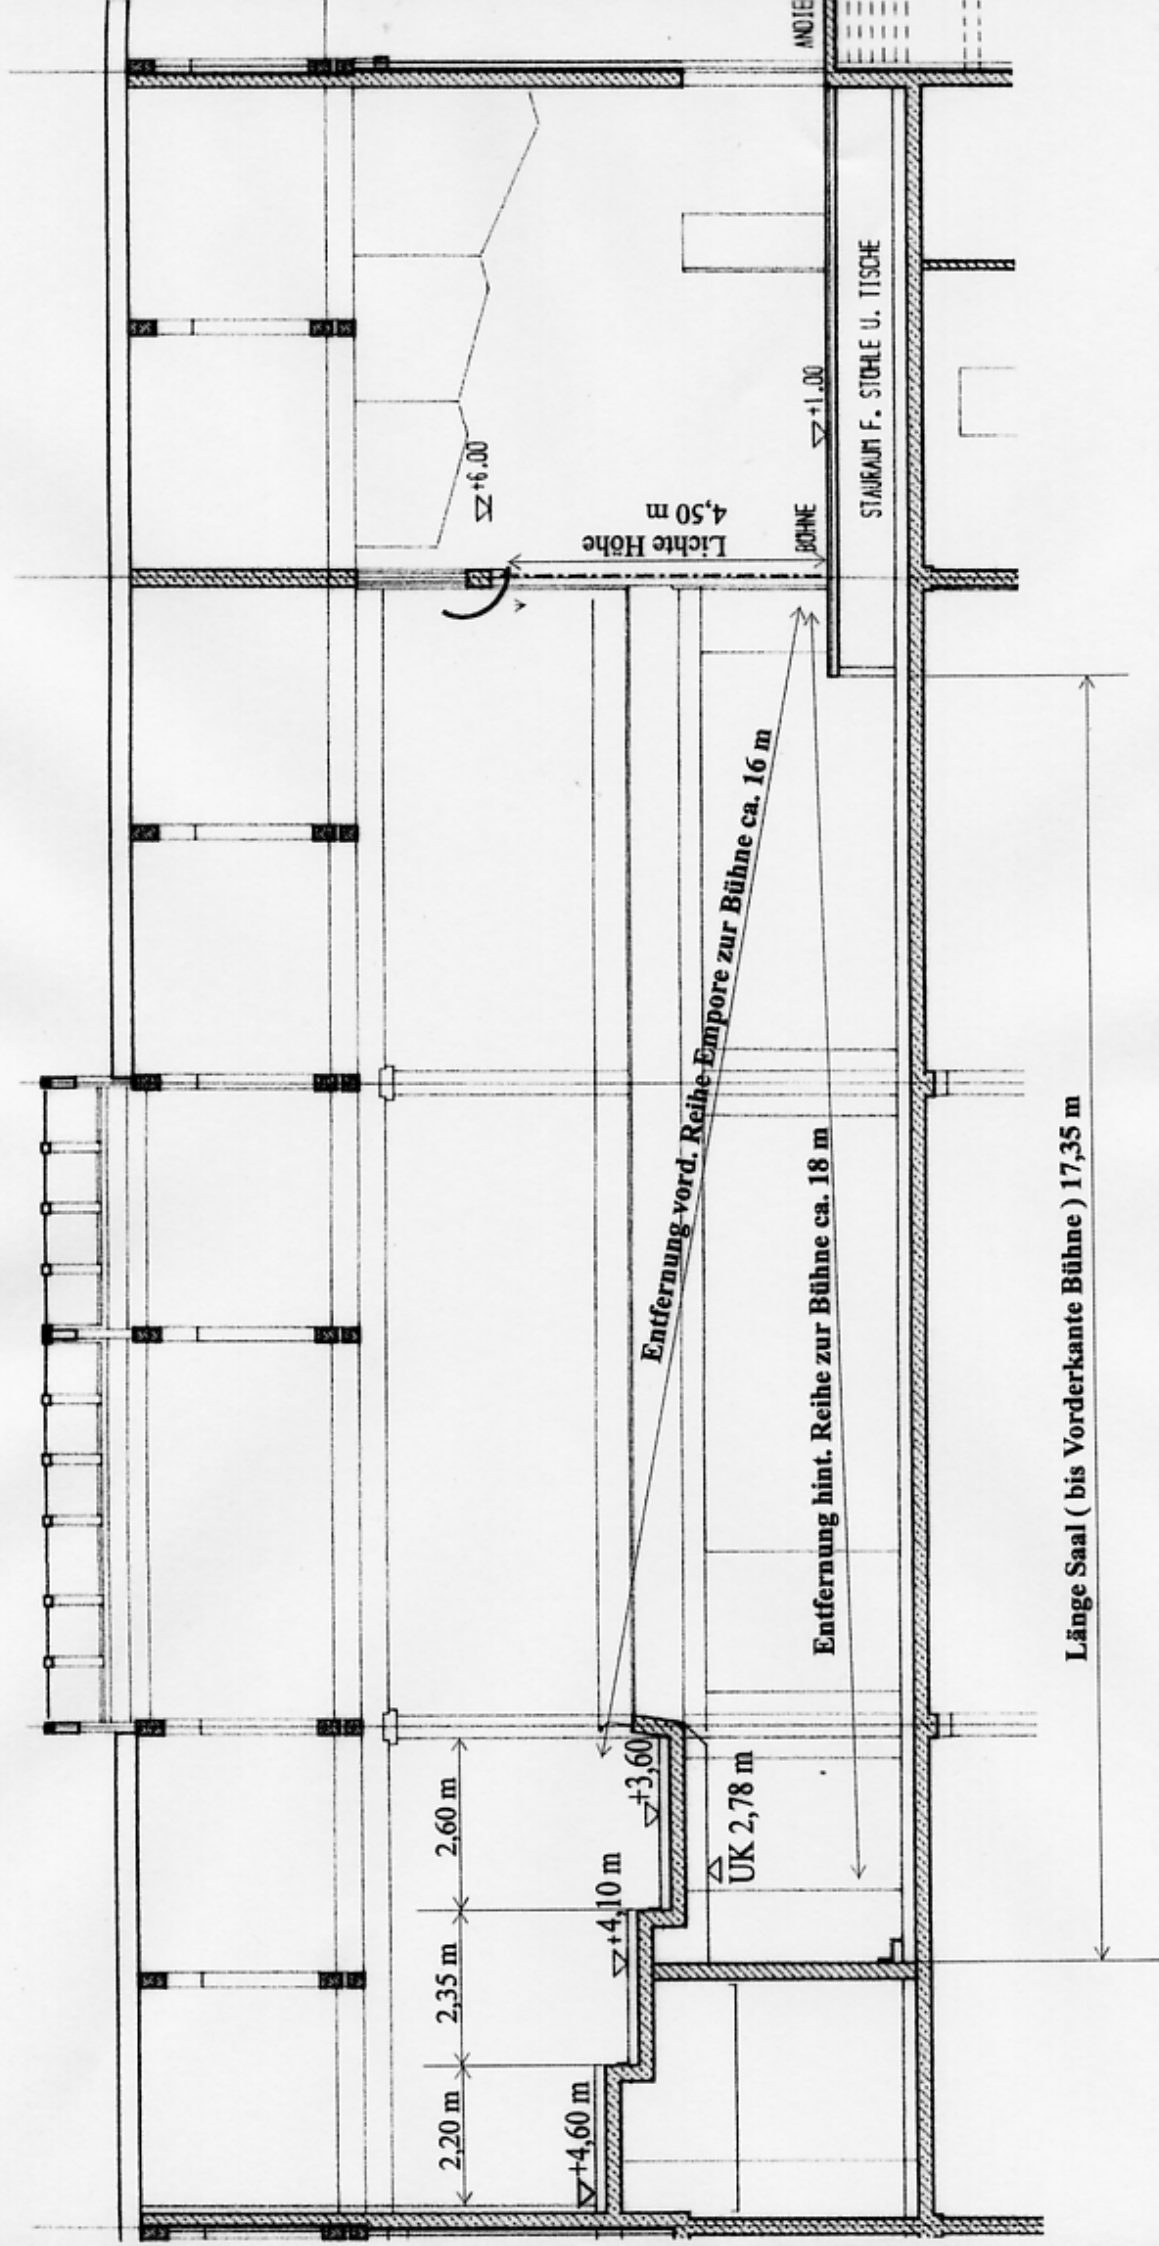 ANDIE
STAURAUM F. STÜHLE U. TISCHE
+1.00
+6.00
BÜHNE
Lichte Höhe
4,50 m
Entfernung vord. Reihe Empore zur Bühne ca. 16 m
Entfernung hint. Reihe zur Bühne ca. 18 m
Länge Saal ( bis Vorderkante Bühne ) 17,35 m
2,20 m
2,35 m
2,60 m
+4,60 m
+4,10 m
+3,60
UK 2,78 m